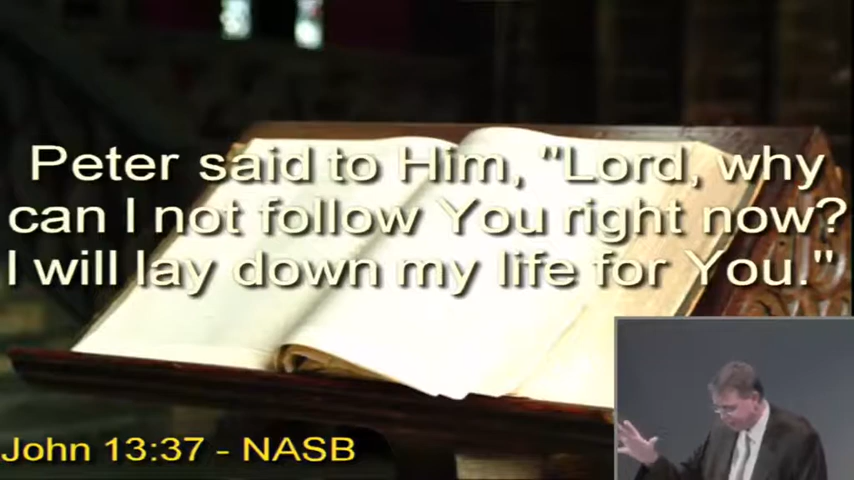 Peter said to Him, "Lord, why
can I not follow You right now?
I will lay down my life for You."
John 13:37 - NASB